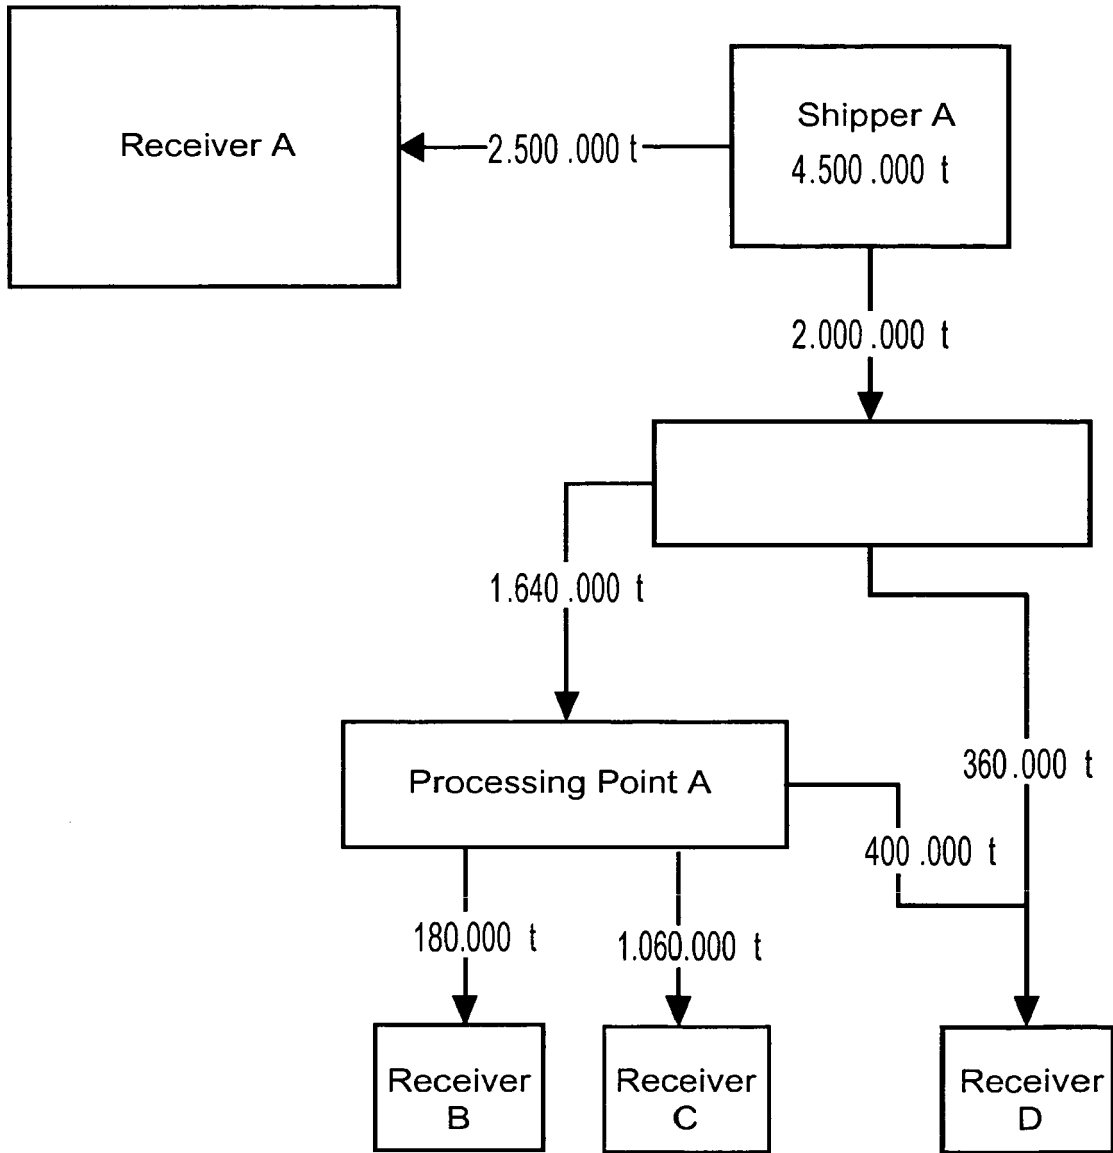 Receiver A
2.500 .000 t
Shipper A
4.500 .000 t
2.000 .000 t
1.640 .000 t
Processing Point A
360.000 t
400 .000 t
180.000 t
1.060.000 t
Receiver
B
Receiver
C
Receiver
D